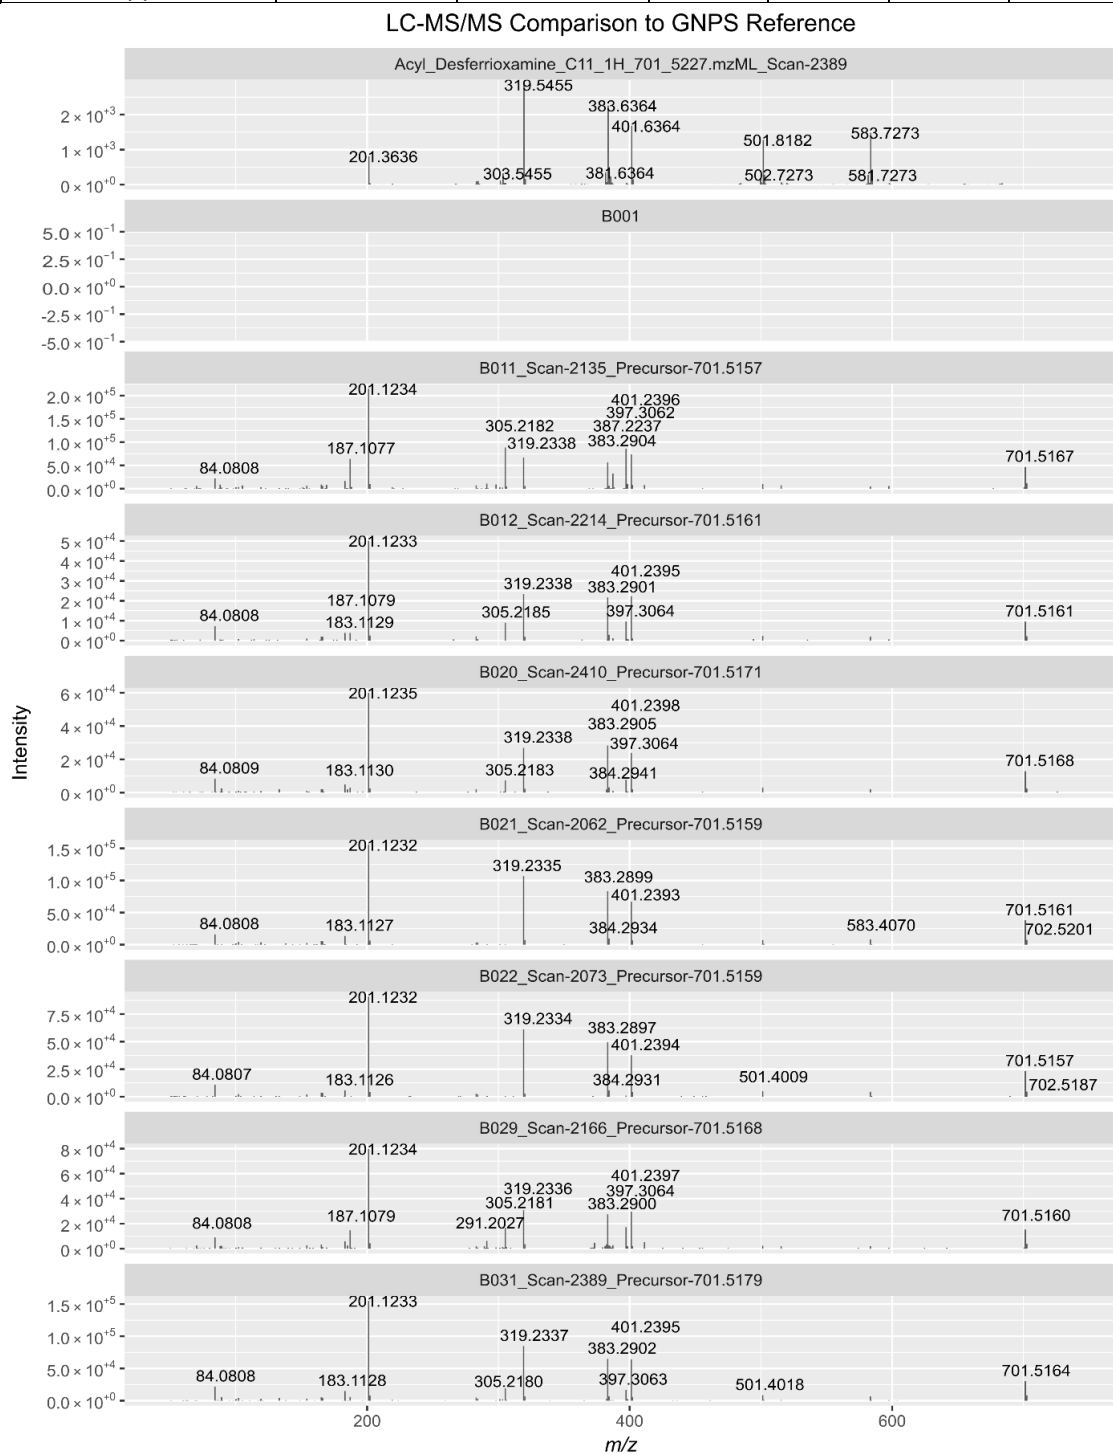 LC-MS/MS Comparison to GNPS Reference
Acyl_Desferrioxamine_C11_1H_701_5227.mzML_Scan-2389
319.5455
383.6364
2 × 10+3
401.6364
583.7273
501.8182
1 × 10+3
201.3636
303.5455 381.6364 502.7273 581.7273
0 × 10+0
B001
5.0 × 10−1
2.5 × 10−1
0.0 × 10+0
-2.5 × 10−1
-5.0 × 10−1
B011_Scan-2135_Precursor-701.5157
201.1234
2.0 × 10+5
401.2396
397.3062
1.5 × 10+5
305.2182 387.2237
1.0 × 10+5
319.2338 383.2904
187.1077
701.5167
5.0 × 10+4
84.0808
0.0 × 10+0
B012_Scan-2214_Precursor-701.5161
5 × 10+4
201.1233
4 × 10+4
401.2395
3 × 10+4
319.2338 383.2901
187.1079
2 × 10+4
305.2185 397.3064 701.5161
84.0808
1 × 10+4
183.1129
0 × 10+0
B020_Scan-2410_Precursor-701.5171
6 × 10+4
201.1235
401.2398
4 × 10+4
383.2905
319.2338 397.3064
2 × 10+4
701.5168
84.0809 183.1130 305.2183 384.2941
0 × 10+0
B021_Scan-2062_Precursor-701.5159
1.5 × 10+5
201.1232
319.2335
1.0 × 10+5
383.2899
401.2393
5.0 × 10+4
701.5161
84.0808 183.1127 384.2934 583.4070 702.5201
0.0 × 10+0
B022_Scan-2073_Precursor-701.5159
201.1232
7.5 × 10+4
319.2334 383.2897
5.0 × 10+4
401.2394
701.5157
2.5 × 10+4
84.0807 183.1126 384.2931 501.4009 702.5187
0.0 × 10+0
B029_Scan-2166_Precursor-701.5168
8 × 10+4
201.1234
6 × 10+4
401.2397
319.2336 397.3064
4 × 10+4
305.2181 383.2900
187.1079 701.5160
2 × 10+4
84.0808 291.2027
0 × 10+0
B031_Scan-2389_Precursor-701.5179
1.5 × 10+5
201.1233
401.2395
1.0 × 10+5
319.2337
383.2902
5.0 × 10+4
701.5164
84.0808 183.1128 305.2180 397.3063 501.4018
0.0 × 10+0
200 400 600
m/z
Intensity